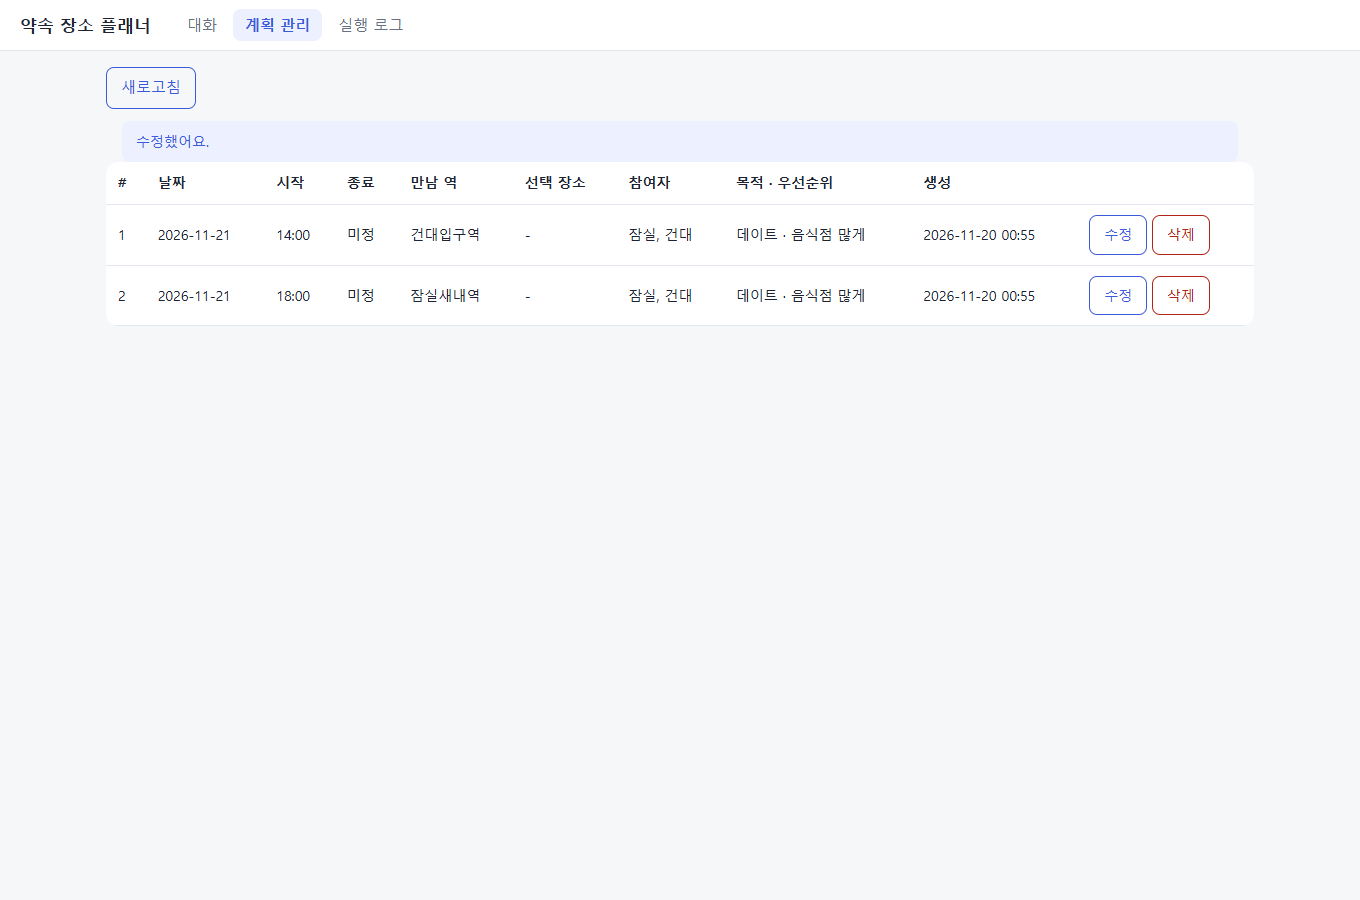 약속 장소 플래너 대화 계획 관리 실행 로그
새로고침
수정했어요.
# 날짜 시작 종료 만남 역 선택 장소 참여자 목적 · 우선순위 생성
1 2026-11-21 14:00 미정 건대입구역 - 잠실, 건대 데이트 · 음식점 많게 2026-11-20 00:55 수정 삭제
2 2026-11-21 18:00 미정 잠실새내역 - 잠실, 건대 데이트 · 음식점 많게 2026-11-20 00:55 수정 삭제